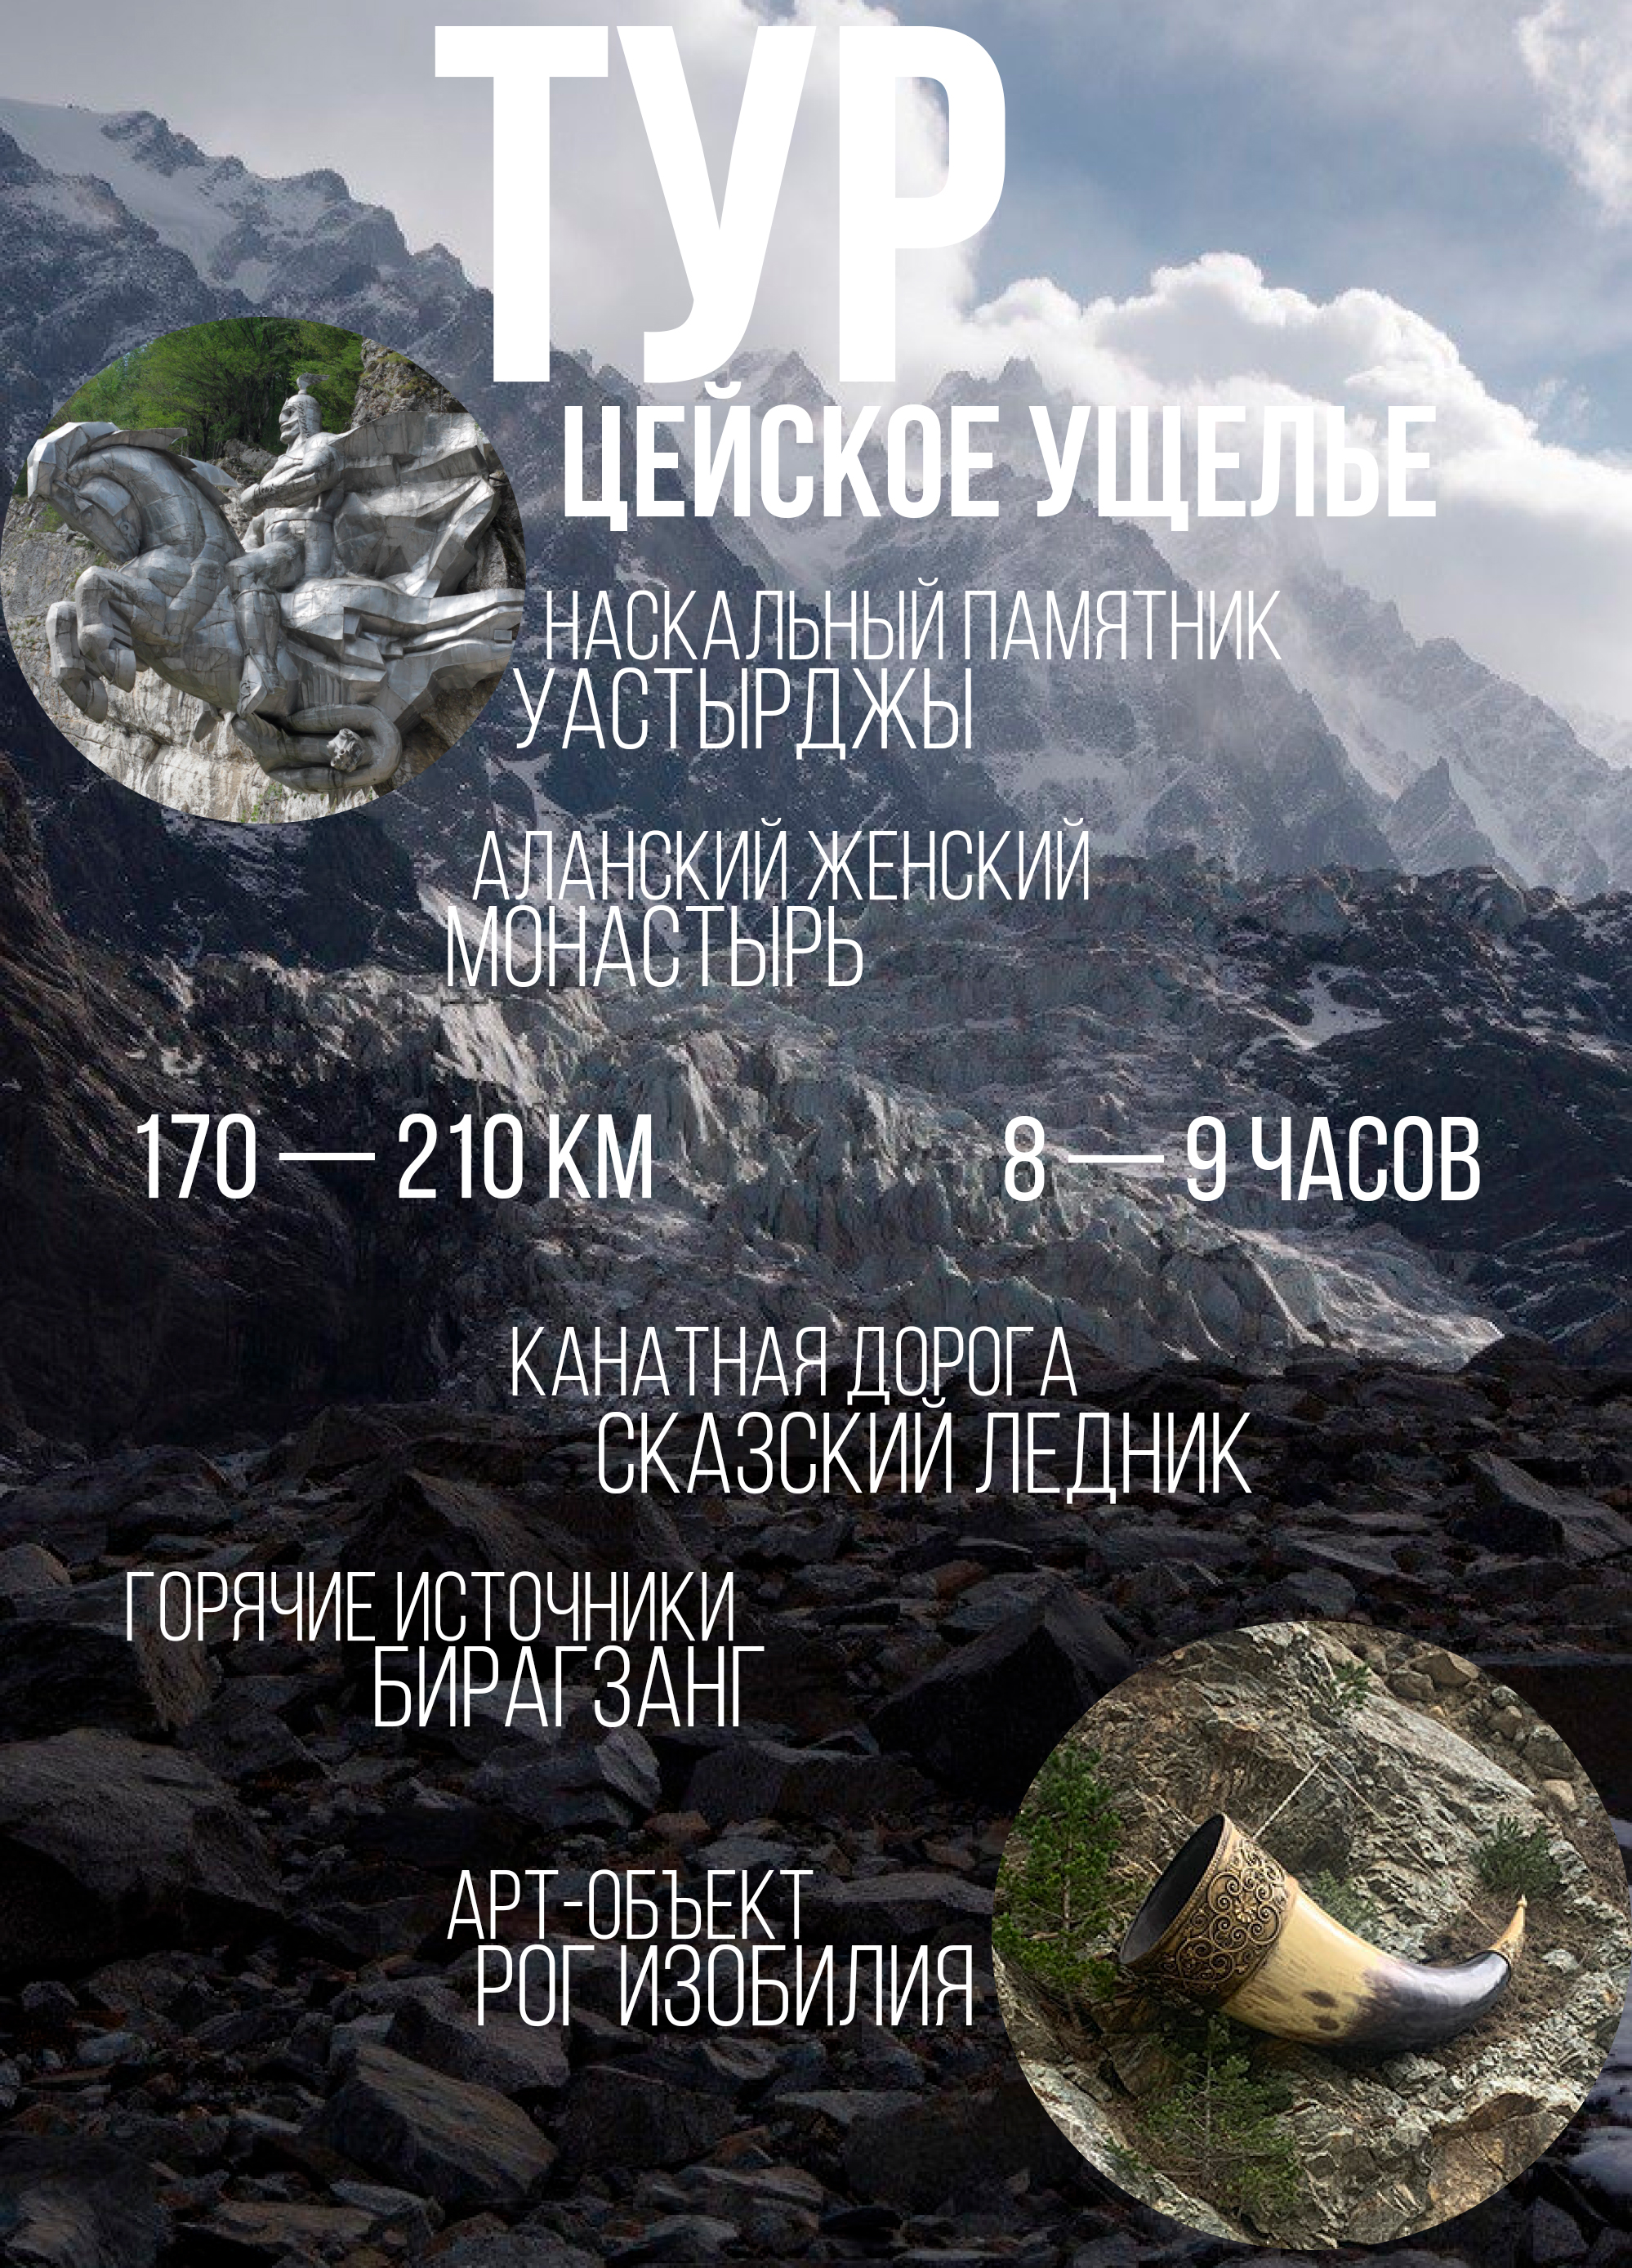 ТУР
ЦЕЙСКОЕ УЩЕЛЬЕ
НАСКАЛЬНЫЙ ПАМЯТНИК
УАСТЫРДЖЫ
АЛАНСКИЙ ЖЕНСКИЙ
МОНАСТЫРЬ
170 — 210 КМ
8 — 9 ЧАСОВ
КАНАТНАЯ ДОРОГА
СКАЗСКИЙ ЛЕДНИК
ГОРЯЧИЕ ИСТОЧНИКИ
БИРАГЗАНГ
АРТ-ОБЪЕКТ
РОГ ИЗОБИЛИЯ